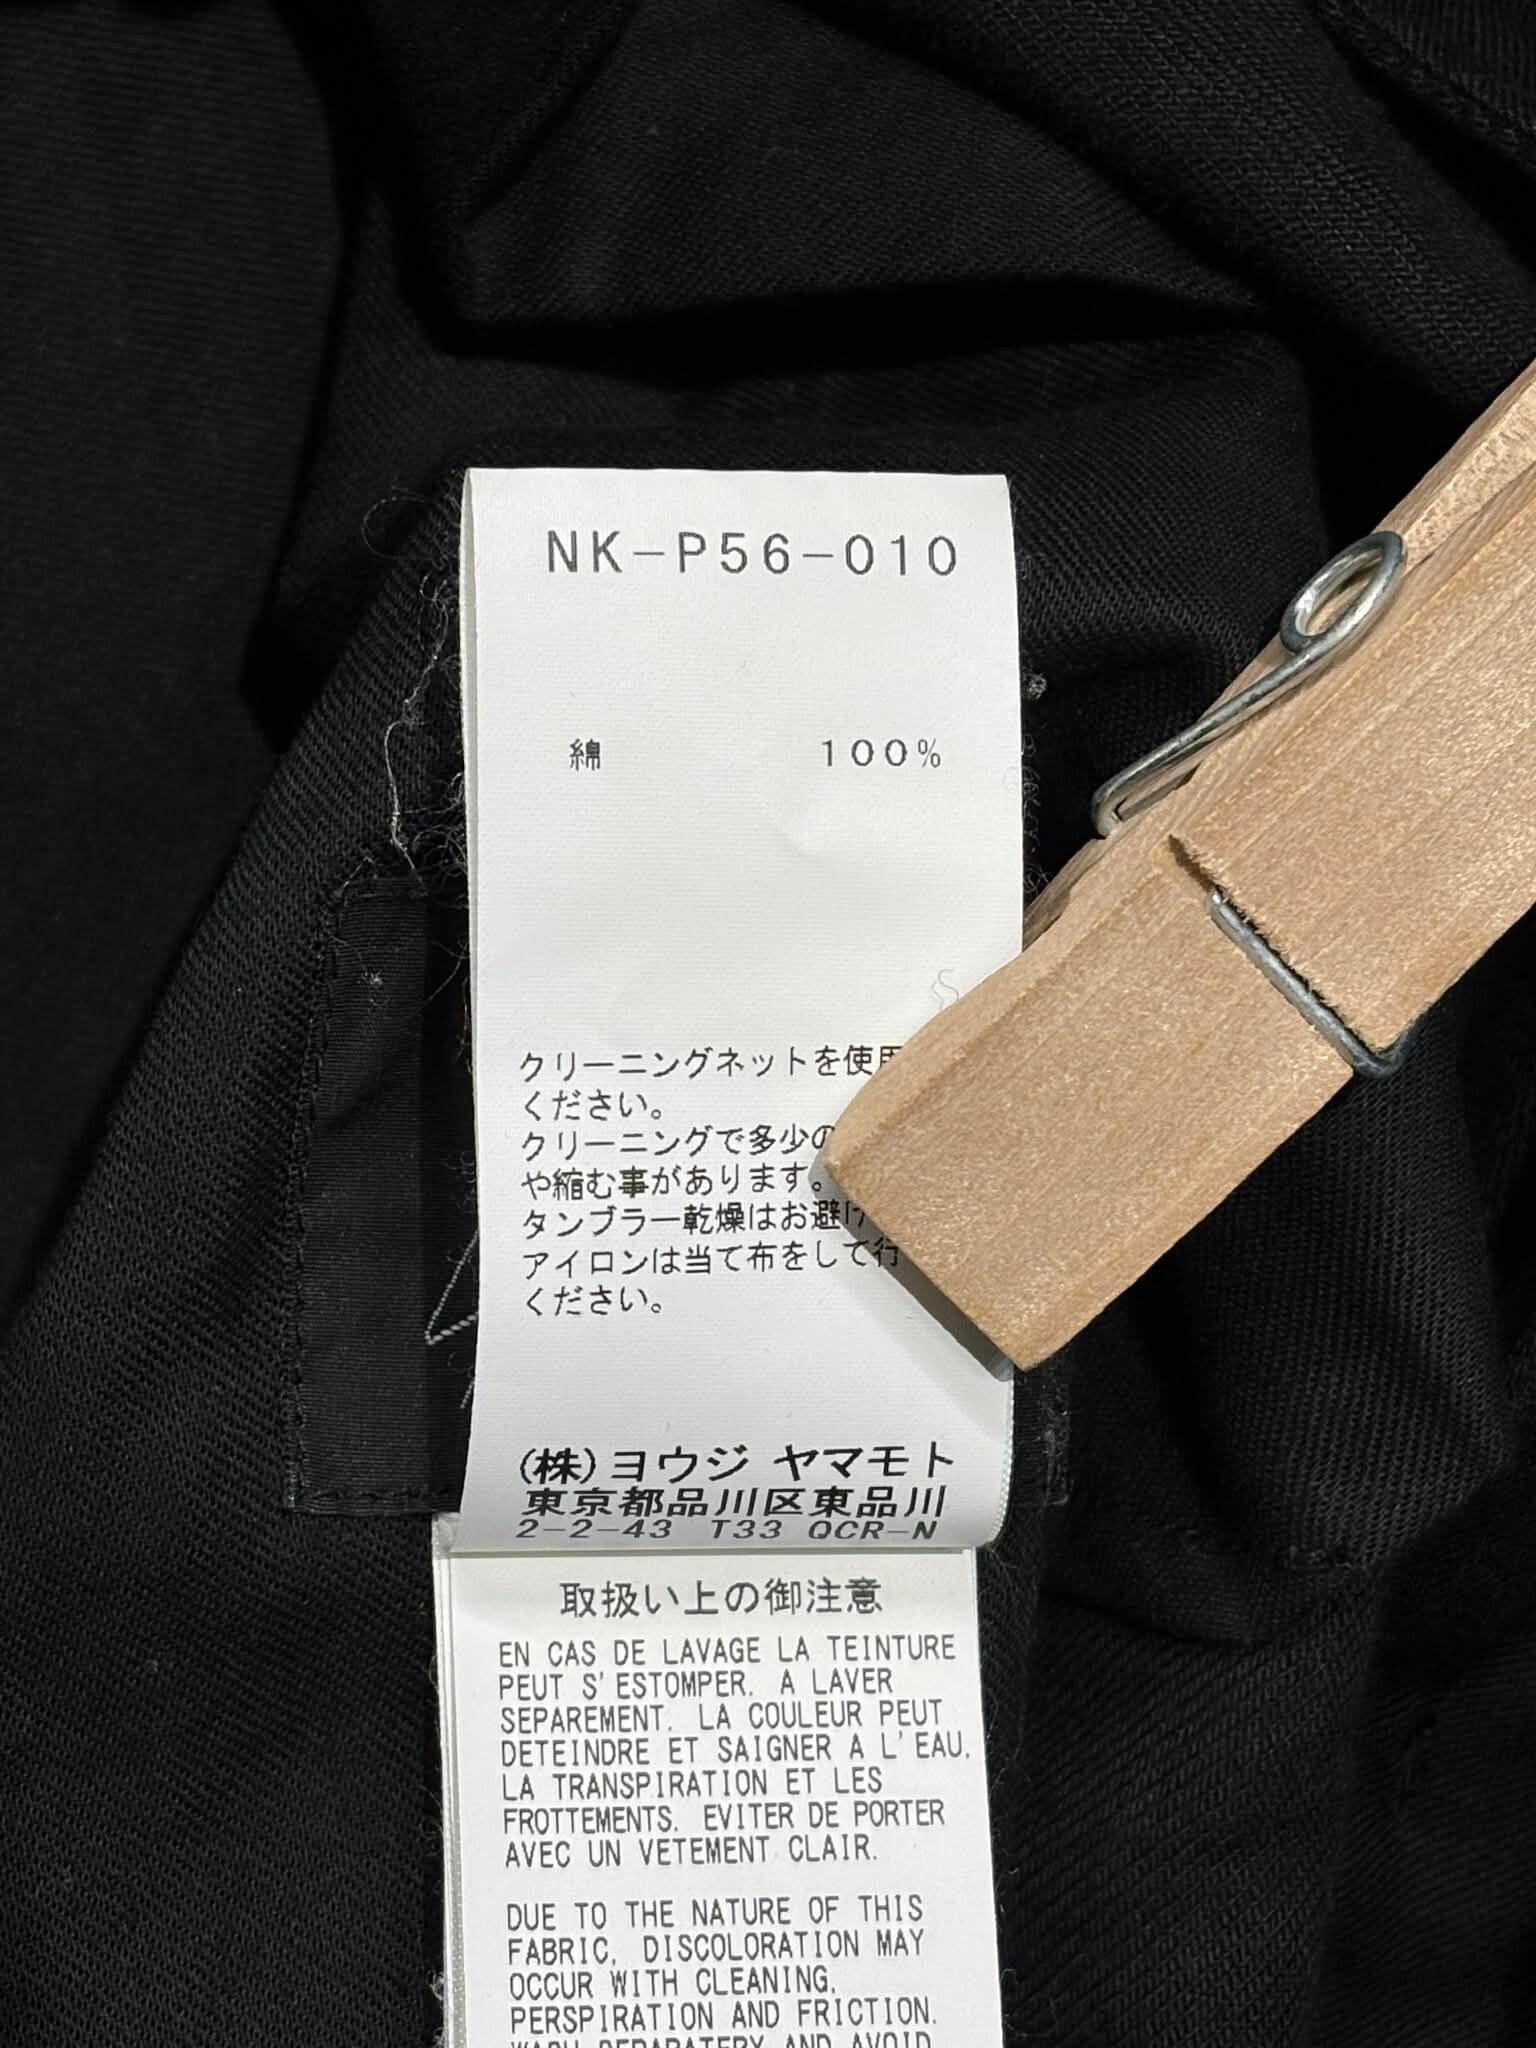 NK-P56-010
綿 100%
クリーニングネットを使用
ください。
クリーニングで多少の
や縮む事があります。
タンブラー乾燥はお避け
アイロンは当て布をして行
ください。
(株)ヨウジ ヤマモト
東京都品川区東品川
2-2-43 T33 QCR-N
取扱い上の御注意
EN CAS DE LAVAGE LA TEINTURE
PEUT S'ESTOMPER. A LAVER
SEPAREMENT. LA COULEUR PEUT
DETEINDRE ET SAIGNER A L'EAU,
LA TRANSPIRATION ET LES
FROTTEMENTS. EVITER DE PORTER
AVEC UN VETEMENT CLAIR.
DUE TO THE NATURE OF THIS
FABRIC, DISCOLORATION MAY
OCCUR WITH CLEANING,
PERSPIRATION AND FRICTION.
WASH SEPARATERY AND AVOID